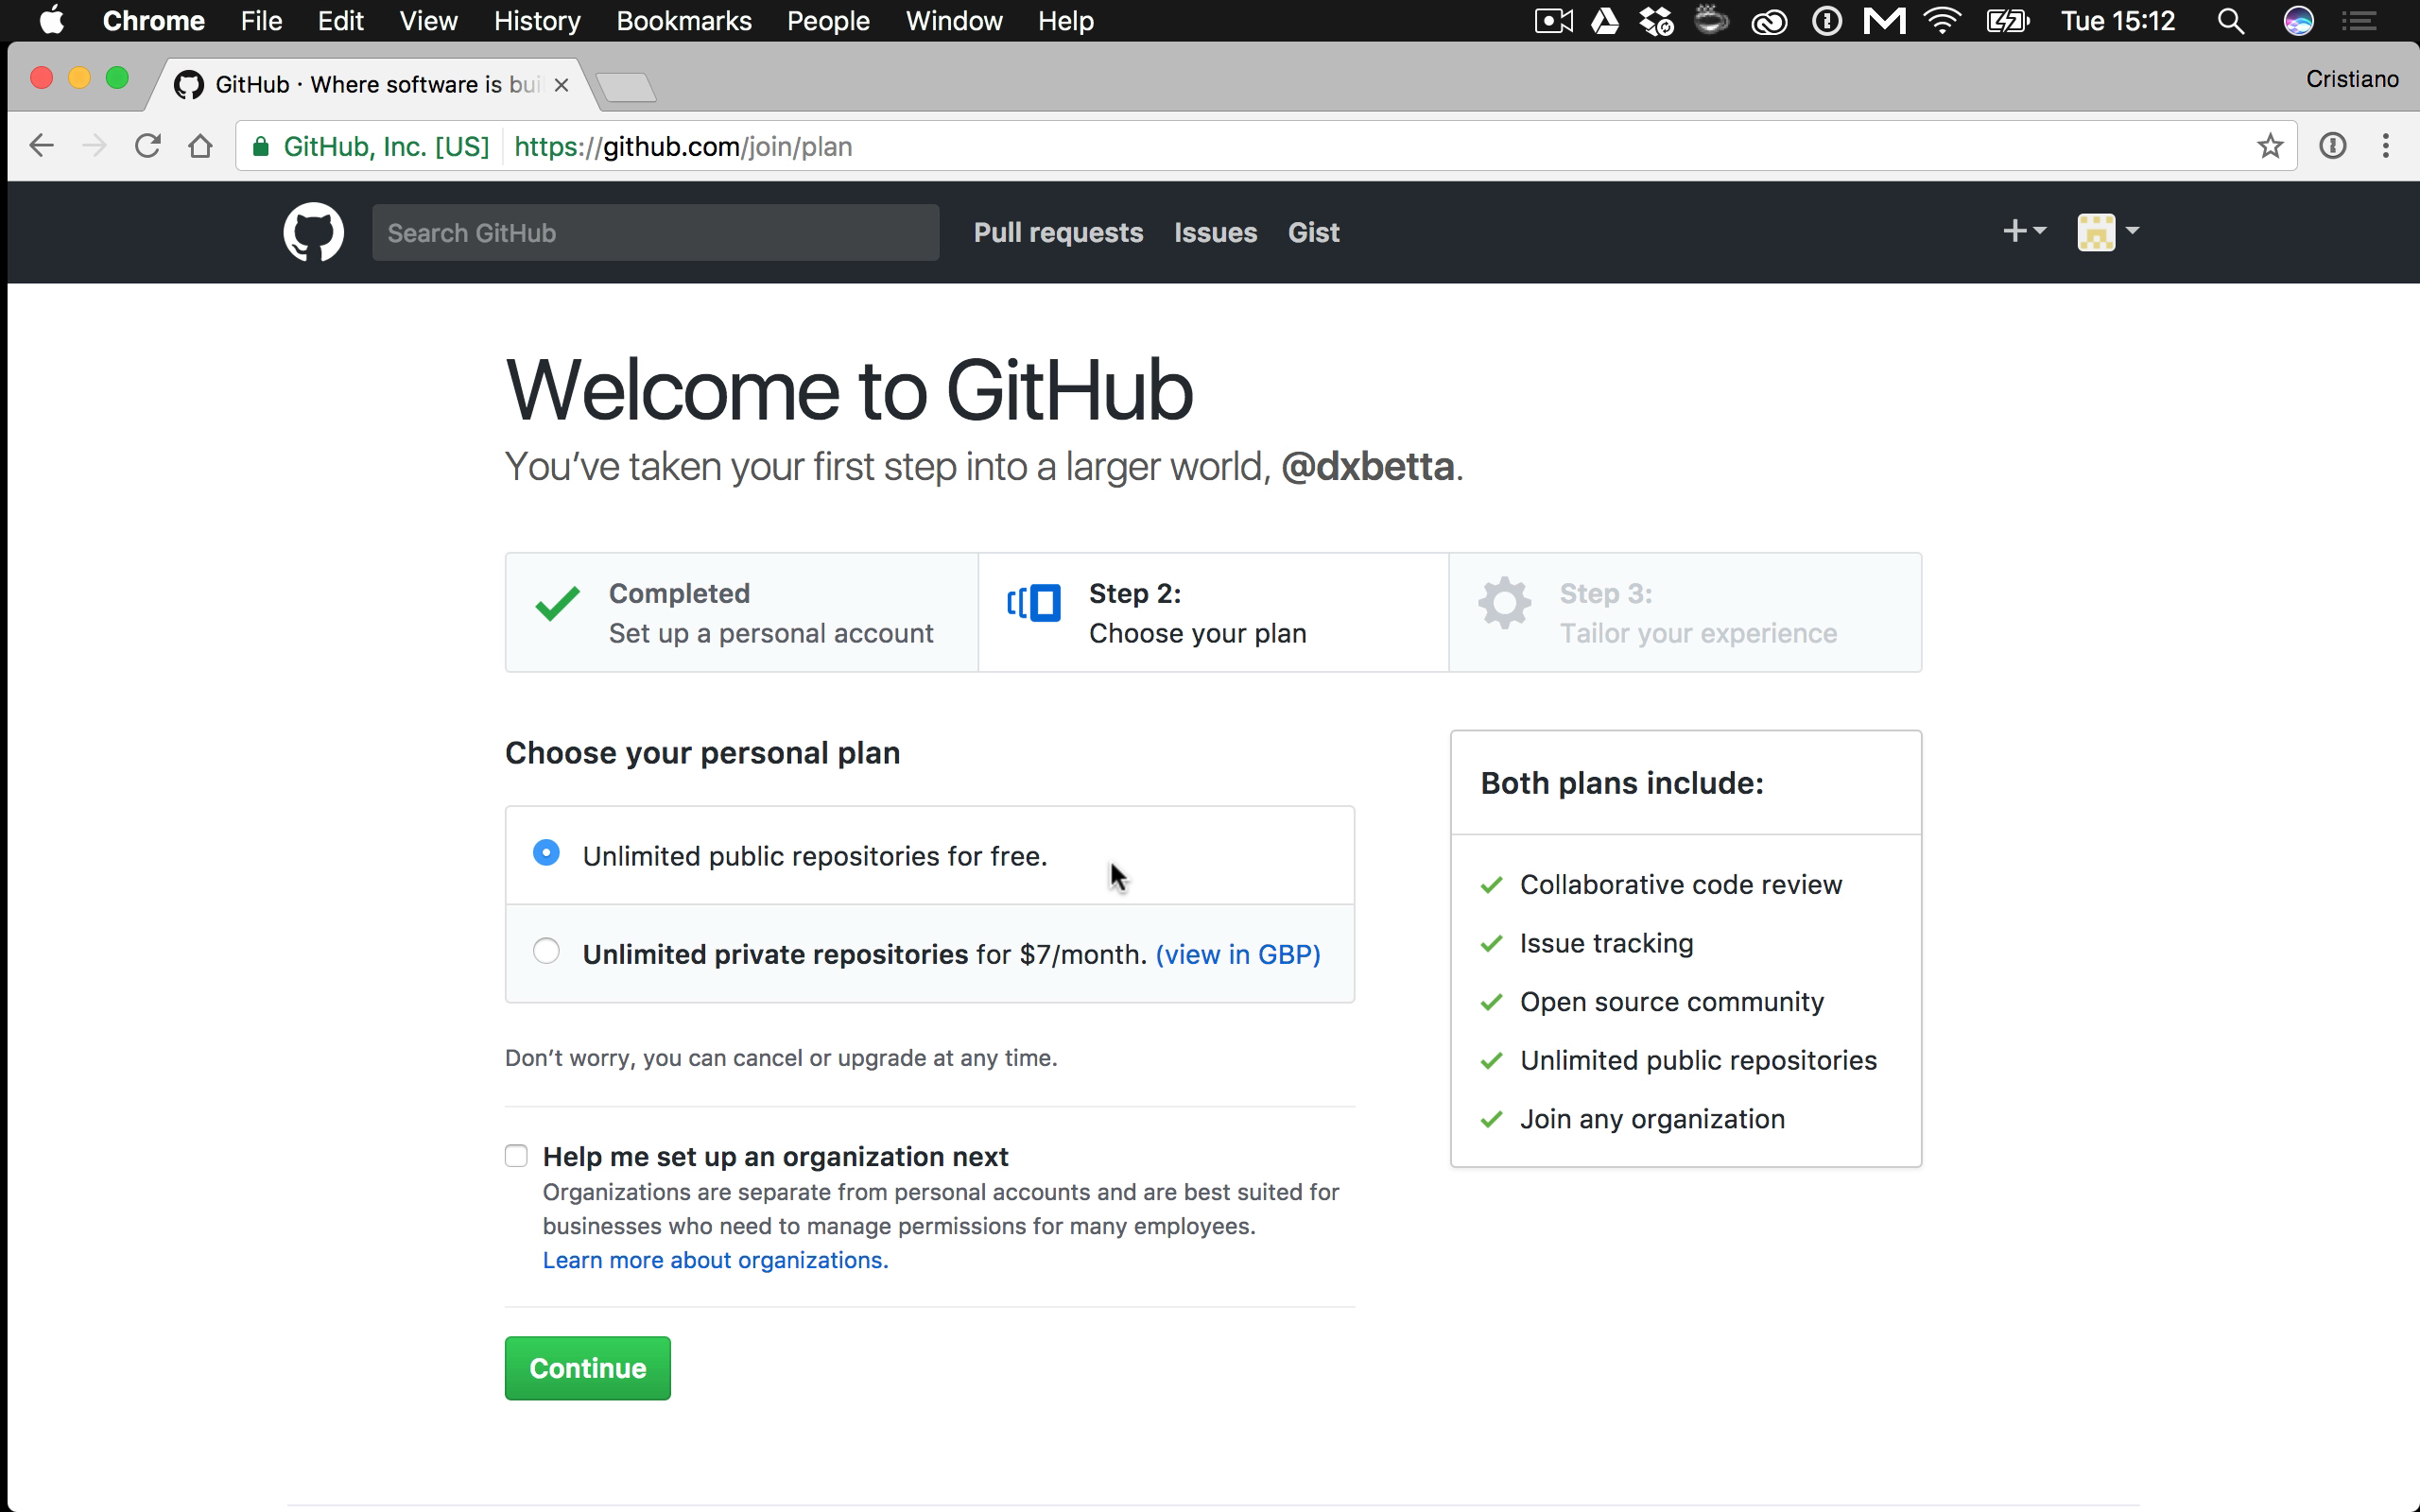 Chrome File Edit View History Bookmarks People Window Help Tue 15:12
GitHub · Where software is bui
Cristiano
GitHub, Inc. [US] https://github.com/join/plan
Search GitHub Pull requests Issues Gist
Welcome to GitHub
You’ve taken your first step into a larger world, @dxbetta.
Completed
Set up a personal account
Step 2:
Choose your plan
Step 3:
Tailor your experience
Choose your personal plan
Unlimited public repositories for free.
Unlimited private repositories for $7/month. (view in GBP)
Don’t worry, you can cancel or upgrade at any time.
Help me set up an organization next
Organizations are separate from personal accounts and are best suited for
businesses who need to manage permissions for many employees.
Learn more about organizations.
Continue
Both plans include:
Collaborative code review
Issue tracking
Open source community
Unlimited public repositories
Join any organization